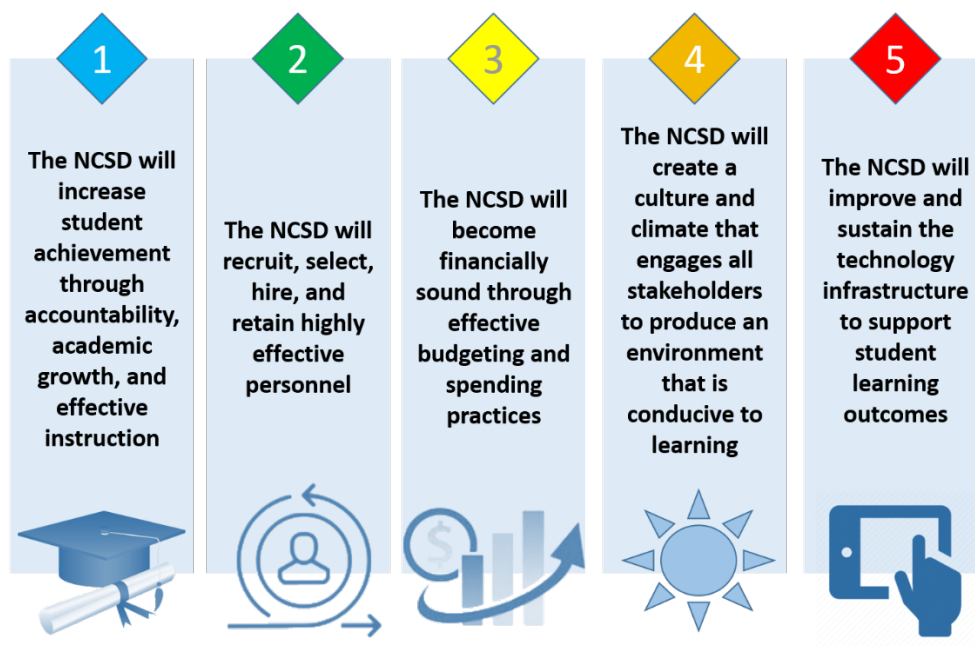 1
The NCSD will
increase
student
achievement
through
accountability,
academic
growth, and
effective
instruction
2
The NCSD will
recruit, select,
hire, and
retain highly
effective
personnel
3
The NCSD will
become
financially
sound through
effective
budgeting and
spending
practices
$
4
The NCSD will
create a
culture and
climate that
engages all
stakeholders
to produce an
environment
that is
conducive to
learning
5
The NCSD will
improve and
sustain the
technology
infrastructure
to support
student
learning
outcomes